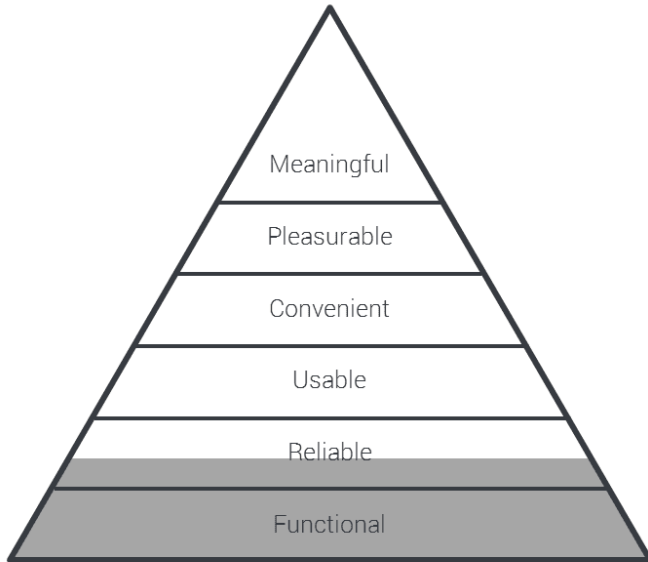 Meaningful
Pleasurable
Convenient
Usable
Reliable
Functional